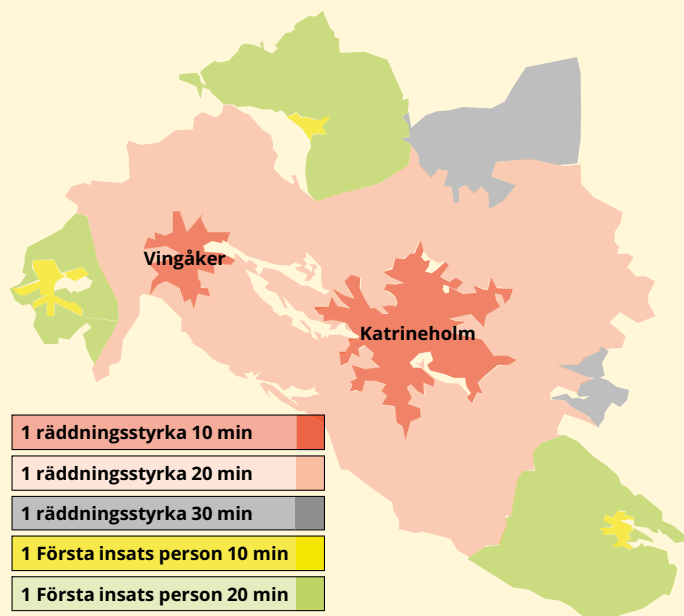 Vingåker
Katrineholm
1 räddningsstyrka 10 min
1 räddningsstyrka 20 min
1 räddningsstyrka 30 min
1 Första insats person 10 min
1 Första insats person 20 min